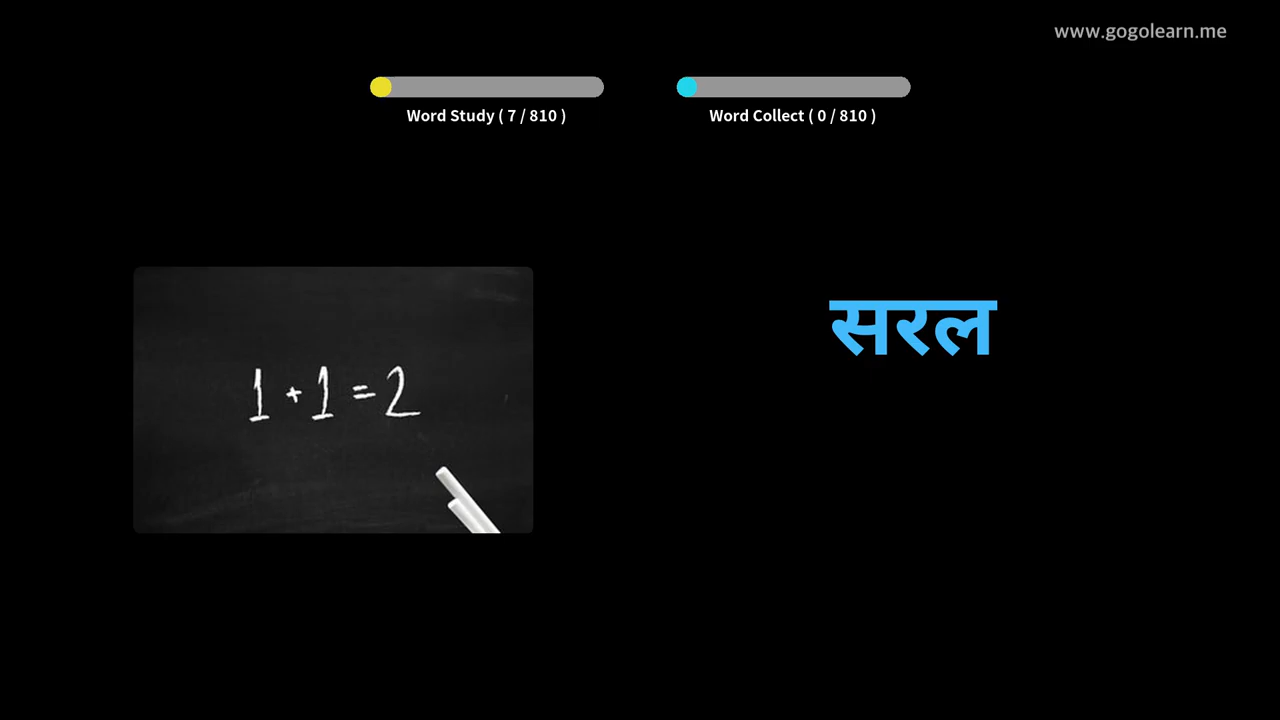 www.gogolearn.me
Word Study ( 7 / 810 )
Word Collect ( 0 / 810 )
सरल
1 + 1 = 2